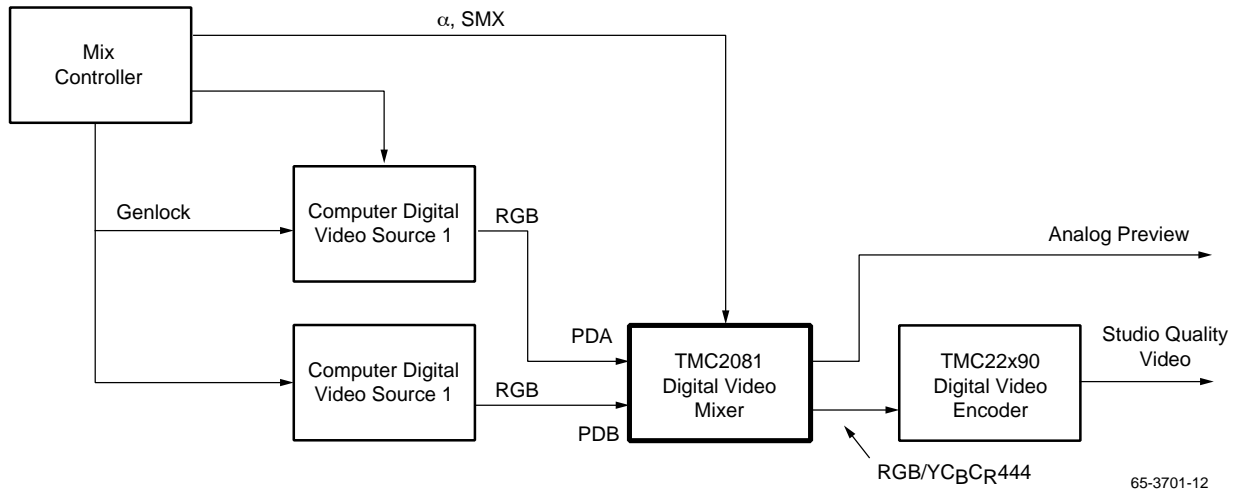 α, SMX
Mix
Controller
Genlock
Computer Digital
Video Source 1
RGB
Analog Preview
PDA
Computer Digital
Video Source 1
RGB
PDB
TMC2081
Digital Video
Mixer
TMC22x90
Digital Video
Encoder
Studio Quality
Video
RGB/YCBCR444
65-3701-12